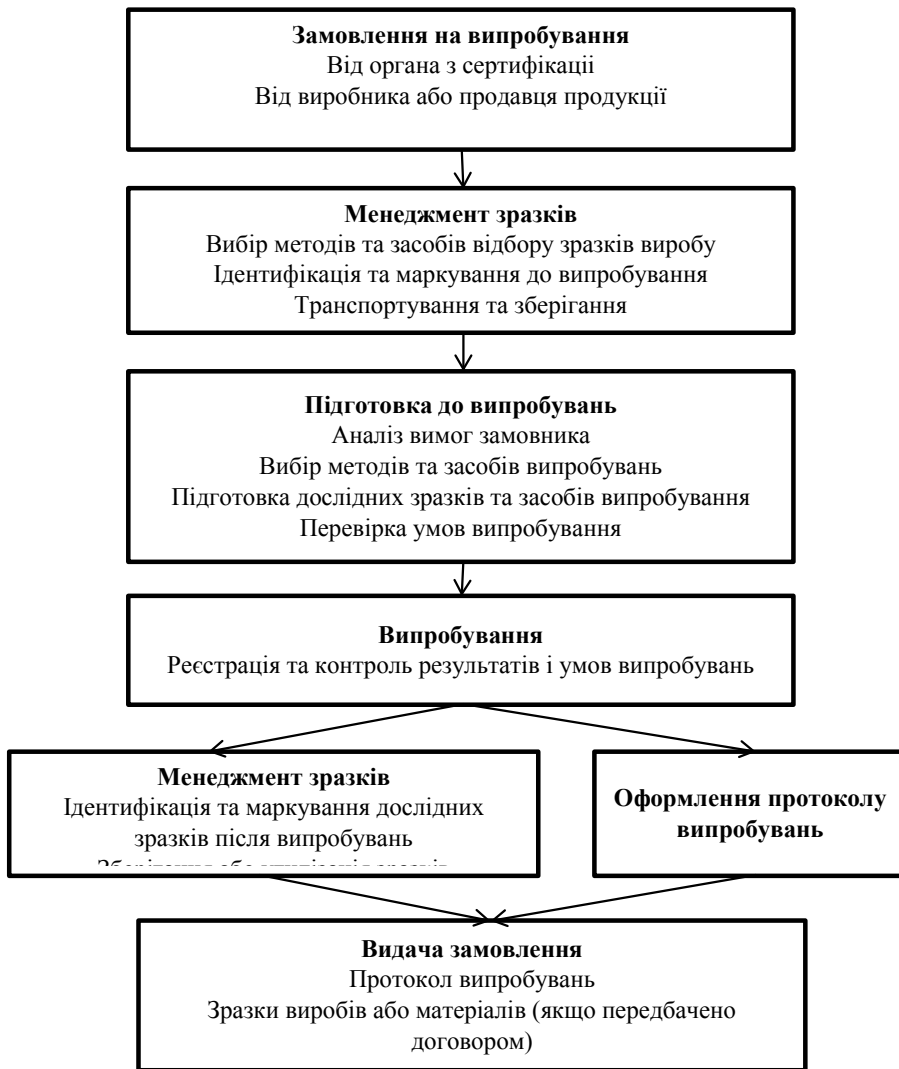 Замовлення на випробування
Від органа з сертифікаціі
Від виробника або продавця продукції
Менеджмент зразків
Вибір методів та засобів відбору зразків виробу
Ідентифікація та маркування до випробування
Транспортування та зберігання
Підготовка до випробувань
Аналіз вимог замовника
Вибір методів та засобів випробувань
Підготовка дослідних зразків та засобів випробування
Перевірка умов випробування
Випробування
Реєстрація та контроль результатів і умов випробувань
Менеджмент зразків
Ідентифікація та маркування дослідних
зразків після випробувань
Оформлення протоколу
випробувань
Видача замовлення
Протокол випробувань
Зразки виробів або матеріалів (якщо передбачено
договором)